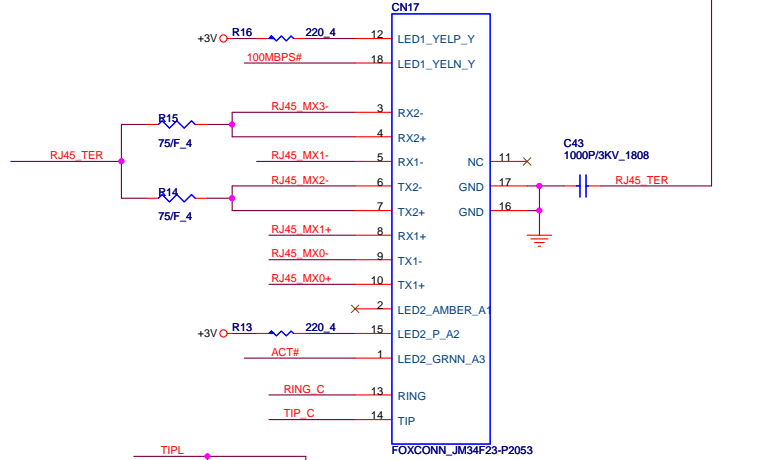 CN17
+3V R16 220_4 12 LED1_YELP_Y
100MBPS# 18 LED1_YELN_Y
R15 RJ45_MX3- 3 RX2-
75/F_4 4 RX2+
C43
1000P/3KV_1808
RJ45_TER RJ45_MX1- 5 RX1- NC 11
R14 RJ45_MX2- 6 TX2- GND 17 RJ45_TER
75/F_4 7 TX2+ GND 16
RJ45_MX1+ 8 RX1+
RJ45_MX0- 9 TX1-
RJ45_MX0+ 10 TX1+
2 LED2_AMBER_A1
+3V R13 220_4 15 LED2_P_A2
ACT# 1 LED2_GRNN_A3
RING_C 13 RING
TIP_C 14 TIP
TIPL FOXCONN_JM34F23-P2053